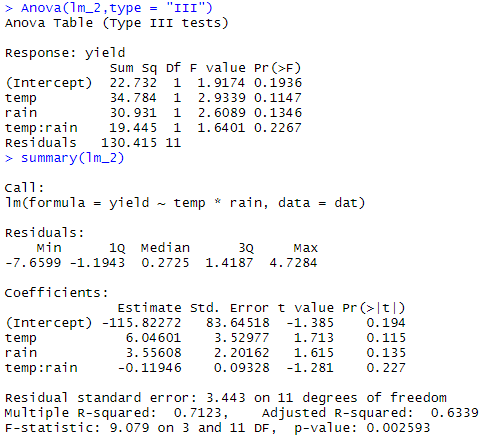 > Anova(lm_2,type = "III")
Anova Table (Type III tests)
Response: yield
Sum Sq Df F value Pr(>F)
(Intercept) 22.732 1 1.9174 0.1936
temp 34.784 1 2.9339 0.1147
rain 30.931 1 2.6089 0.1346
temp:rain 19.445 1 1.6401 0.2267
Residuals 130.415 11
> summary(lm_2)
Call:
lm(formula = yield ~ temp * rain, data = dat)
Residuals:
Min 1Q Median 3Q Max
-7.6599 -1.1943 0.2725 1.4187 4.7284
Coefficients:
Estimate Std. Error t value Pr(>|t|)
(Intercept) -115.82272 83.64518 -1.385 0.194
temp 6.04601 3.52977 1.713 0.115
rain 3.55608 2.20162 1.615 0.135
temp:rain -0.11946 0.09328 -1.281 0.227
Residual standard error: 3.443 on 11 degrees of freedom
Multiple R-squared: 0.7123, Adjusted R-squared: 0.6339
F-statistic: 9.079 on 3 and 11 DF, p-value: 0.002593